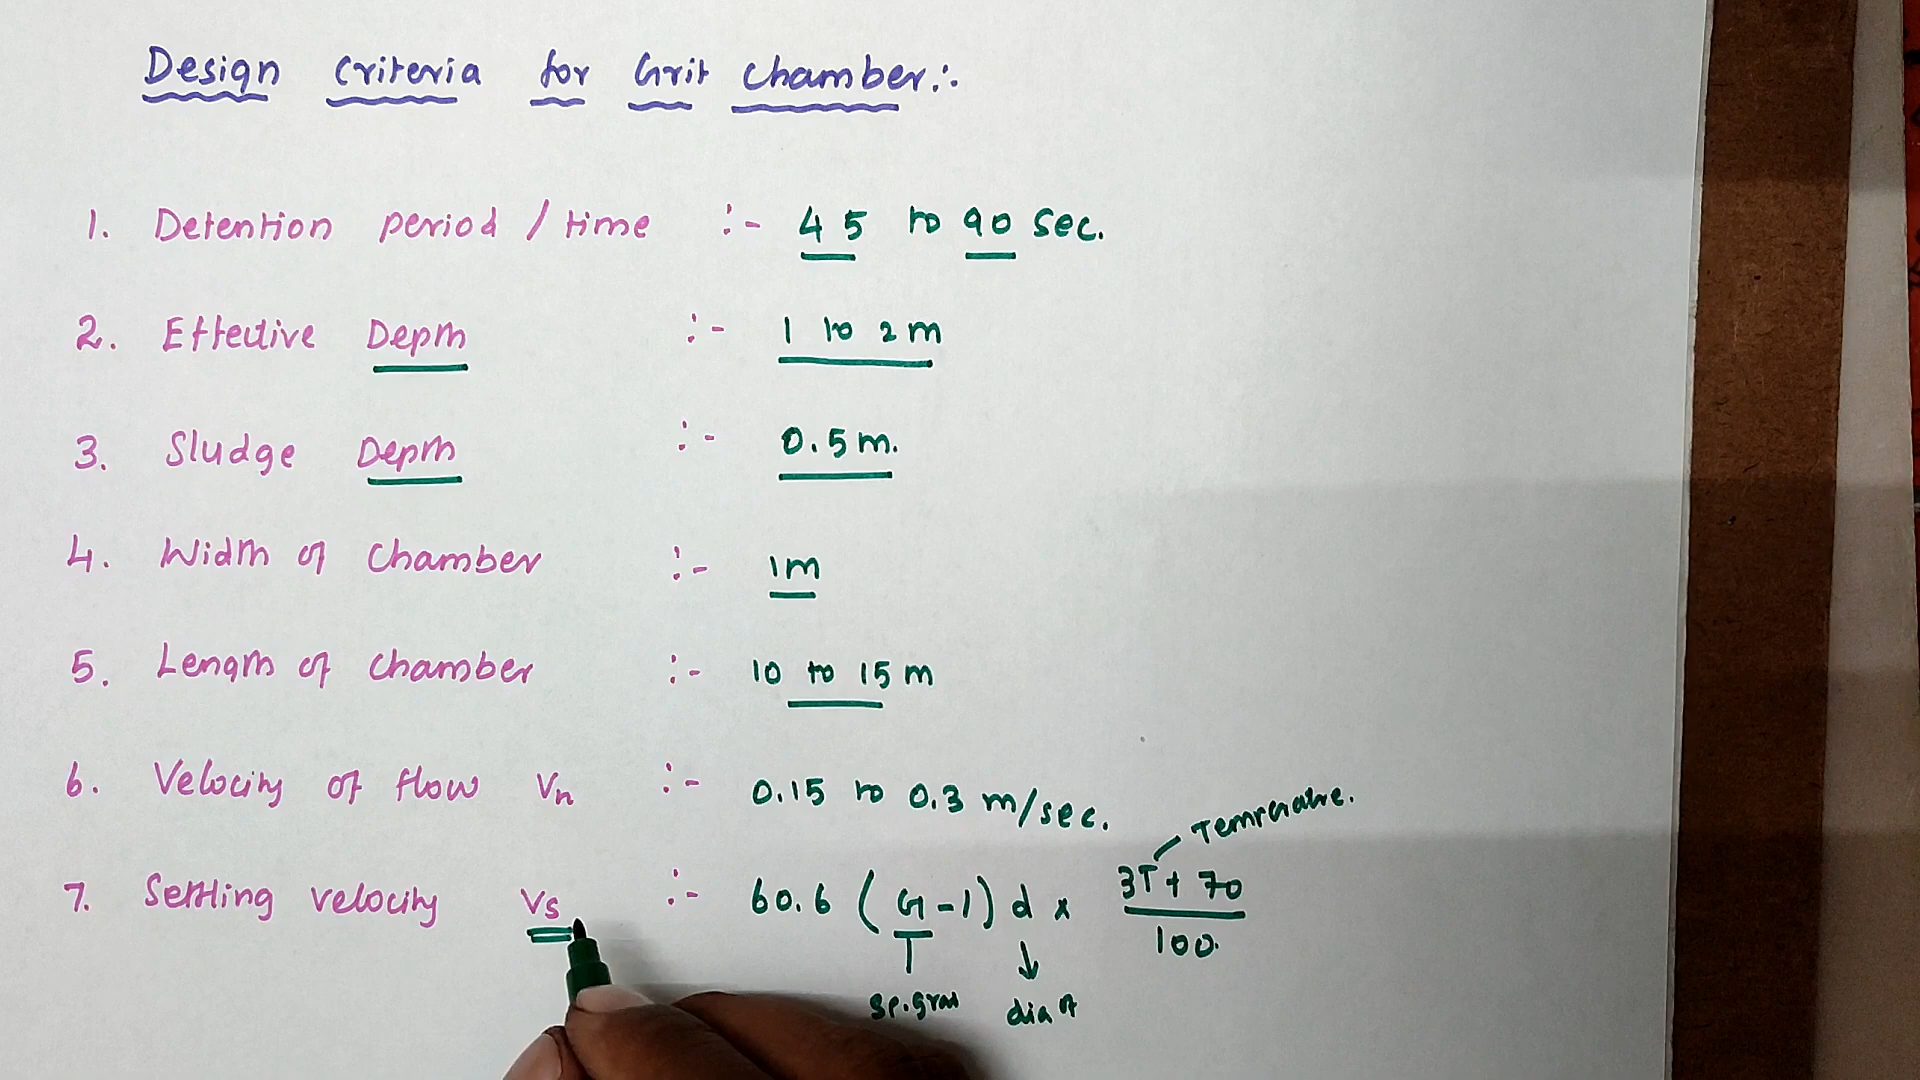 Design Criteria for Grit Chamber:.
1. Detention period / time :- 45 to 90 Sec.
2. Effective Depth :- 1 to 2 m
3. Sludge Depth :- 0.5 m.
4. Width of Chamber :- 1m
5. Length of Chamber :- 10 to 15 m
6. Velocity of flow Vh :- 0.15 to 0.3 m/sec.
Temperature.
7. Settling velocity Vs :- 60.6 (G-1) d x 3T + 70 / 100.
sp. grav dia of